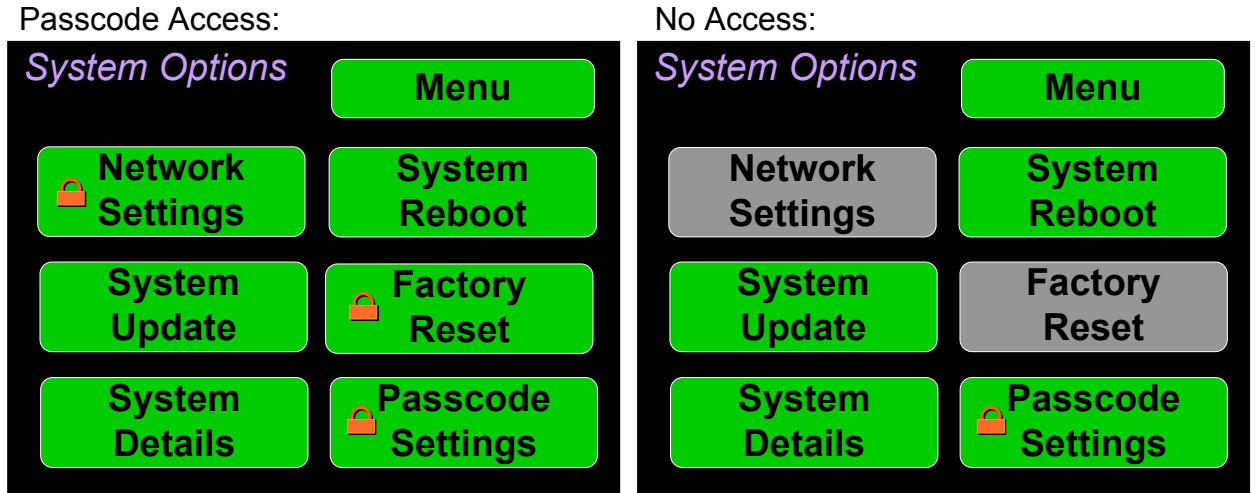 Passcode Access:
System Options
Menu
Network
Settings
System
Reboot
System
Update
Factory
Reset
System
Details
Passcode
Settings
No Access:
System Options
Menu
Network
Settings
System
Reboot
System
Update
Factory
Reset
System
Details
Passcode
Settings